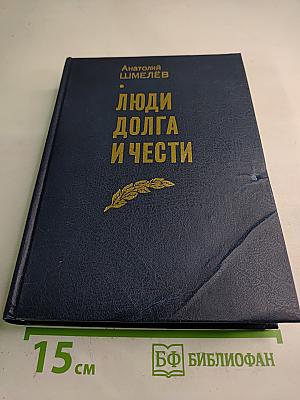 Анатолий
ШМЕЛЁВ
ЛЮДИ
ДОЛГА
И ЧЕСТИ
15 см
БФ БИБЛИОФАН